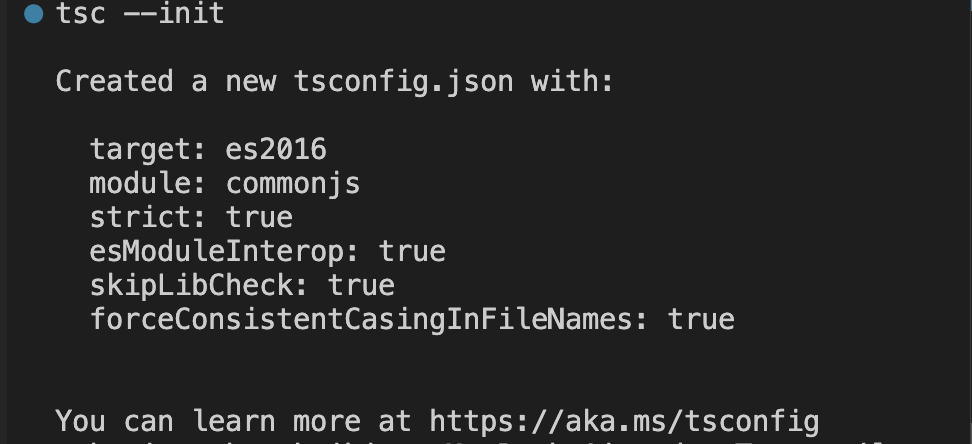 tsc --init
Created a new tsconfig.json with:
target: es2016
module: commonjs
strict: true
esModuleInterop: true
skipLibCheck: true
forceConsistentCasingInFileNames: true
You can learn more at https://aka.ms/tsconfig